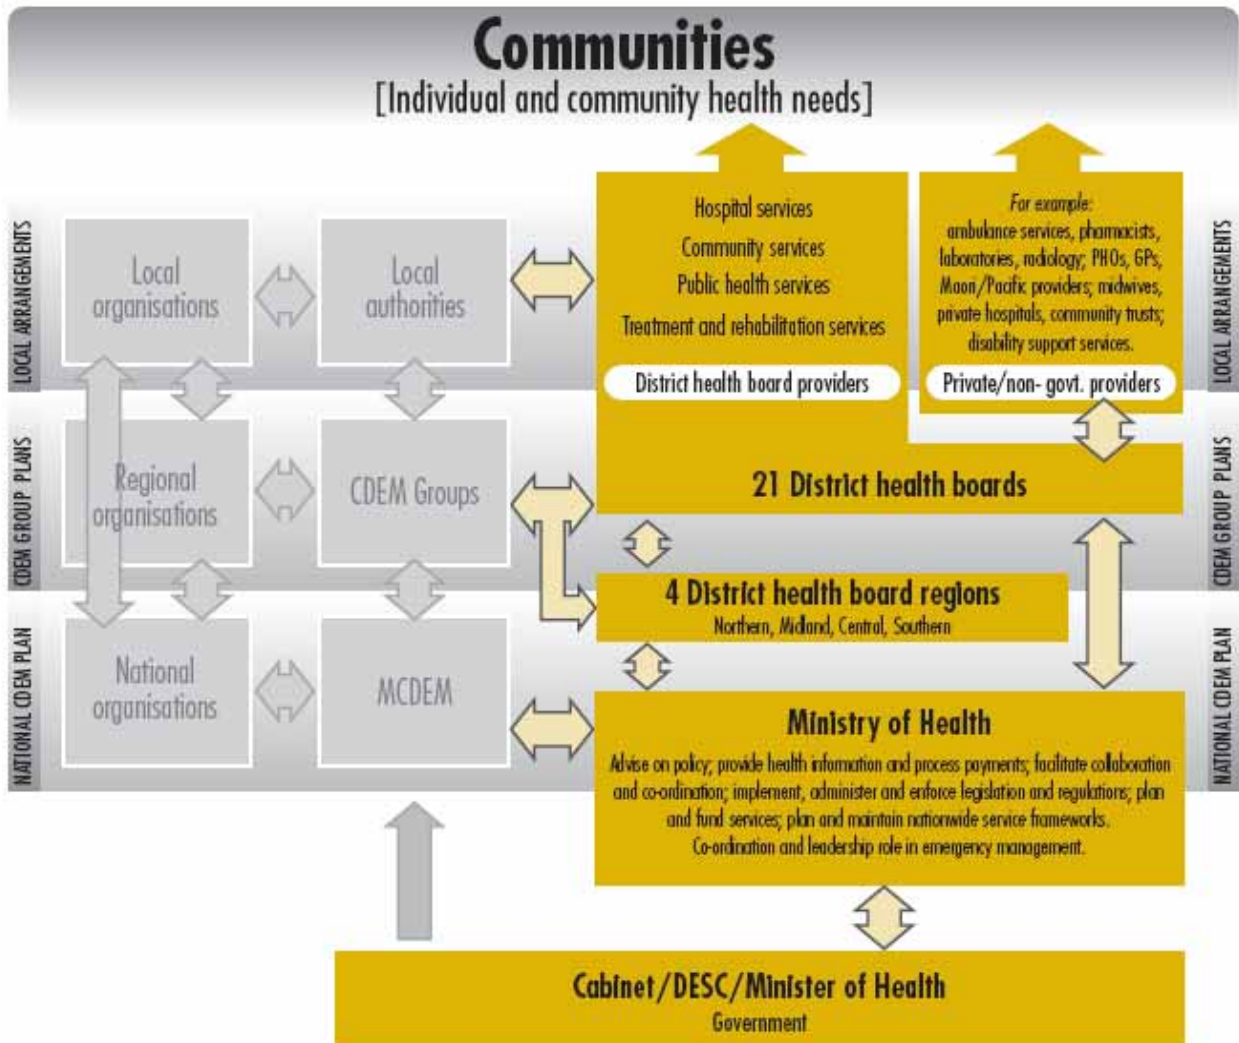 Communities
[Individual and community health needs]
LOCAL ARRANGEMENTS
Local
organisations
Local
authorities
Hospital services
Community services
Public health services
Treatment and rehabilitation services
District health board providers
For example:
ambulance services, pharmacists,
laboratories, radiology; PHOs, GPs,
Maori/Pacific providers; midwives,
private hospitals, community trusts;
disability support services.
Private/non- govt. providers
LOCAL ARRANGEMENTS
CDEM GROUP PLANS
Regional
organisations
CDEM Groups
21 District health boards
4 District health board regions
Northern, Midland, Central, Southern
CDEM GROUP PLANS
NATIONAL CDEM PLAN
National
organisations
MCDEM
Ministry of Health
Advise on policy; provide health information and process payments; facilitate collaboration
and co-ordination; implement, administer and enforce legislation and regulations; plan
and fund services; plan and maintain nationwide service frameworks.
Co-ordination and leadership role in emergency management.
NATIONAL CDEM PLAN
Cabinet/DESC/Minister of Health
Government